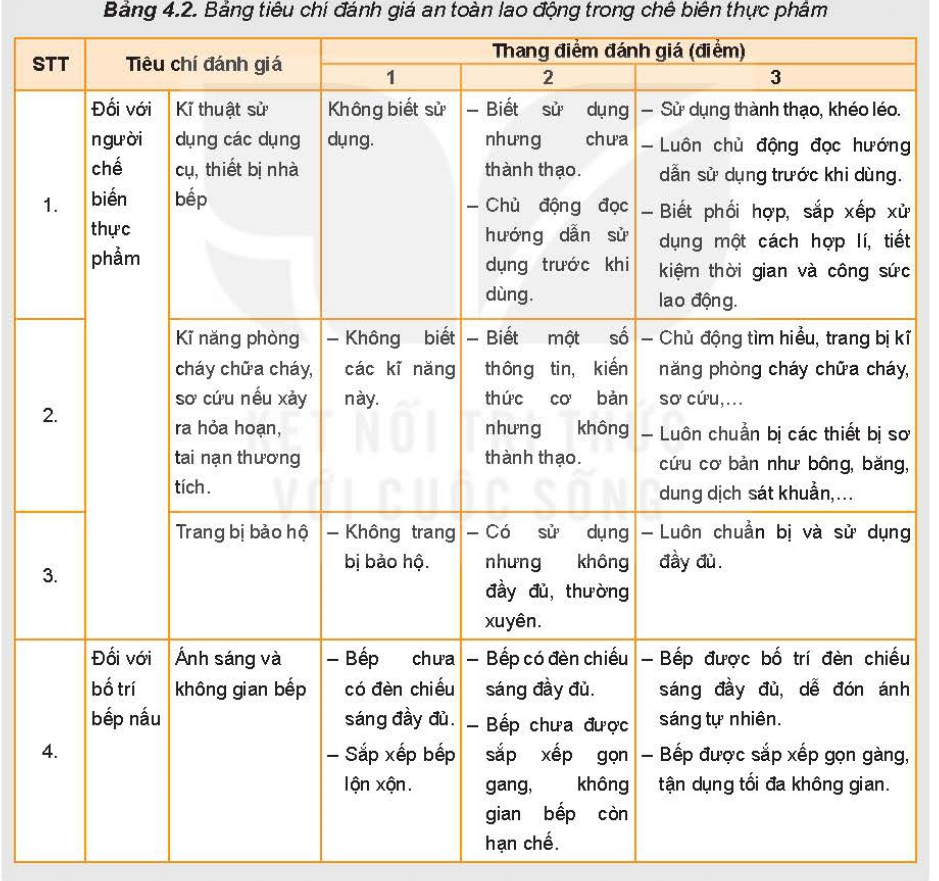 Bảng 4.2. Bảng tiêu chí đánh giá an toàn lao động trong chế biến thực phẩm
STT
Tiêu chí đánh giá
Thang điểm đánh giá (điểm)
1
2
3
1.
Đối với
người
chế
biến
thực
phẩm
Kĩ thuật sử
dụng các dụng
cụ, thiết bị nhà
bếp
Không biết sử
dụng.
– Biết sử dụng
nhưng chưa
thành thạo.
– Chủ động đọc
hướng dẫn sử
dụng trước khi
dùng.
– Sử dụng thành thạo, khéo léo.
– Luôn chủ động đọc hướng
dẫn sử dụng trước khi dùng.
– Biết phối hợp, sắp xếp xử
dụng một cách hợp lí, tiết
kiệm thời gian và công sức
lao động.
2.
Kĩ năng phòng
cháy chữa cháy,
sơ cứu nếu xảy
ra hỏa hoạn,
tai nạn thương
tích.
– Không biết
các kĩ năng
này.
– Biết một số
thông tin, kiến
thức cơ bản
nhưng không
thành thạo.
– Chủ động tìm hiểu, trang bị kĩ
năng phòng cháy chữa cháy,
sơ cứu,...
– Luôn chuẩn bị các thiết bị sơ
cứu cơ bản như bông, băng,
dung dịch sát khuẩn,...
3.
Trang bị bảo hộ
– Không trang
bị bảo hộ.
– Có sử dụng
nhưng không
đầy đủ, thường
xuyên.
– Luôn chuẩn bị và sử dụng
đầy đủ.
4.
Đối với
bố trí
bếp nấu
Ánh sáng và
không gian bếp
– Bếp chưa
có đèn chiếu
sáng đầy đủ.
– Sắp xếp bếp
lộn xộn.
– Bếp có đèn chiếu
sáng đầy đủ.
– Bếp chưa được
sắp xếp gọn
gang, không
gian bếp còn
hạn chế.
– Bếp được bố trí đèn chiếu
sáng đầy đủ, dễ đón ánh
sáng tự nhiên.
– Bếp được sắp xếp gọn gàng,
tận dụng tối đa không gian.
KẾT NỐI TRI THỨC
VỚI CUỘC SỐNG